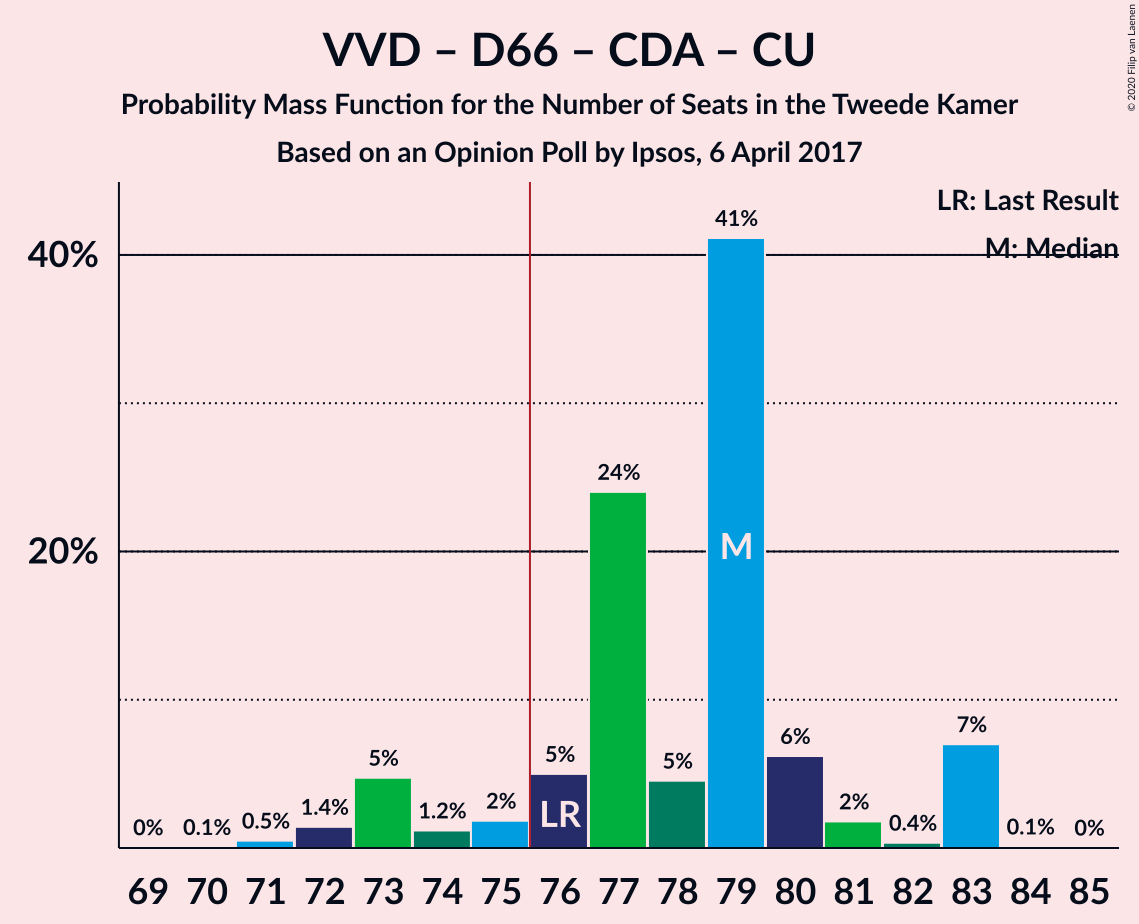 VVD – D66 – CDA – CU
Probability Mass Function for the Number of Seats in the Tweede Kamer
Based on an Opinion Poll by Ipsos, 6 April 2017
© 2020 Filip van Laenen
LR: Last Result
M: Median
40%
20%
0% 0.1% 0.5% 1.4% 5% 1.2% 2% 5% 24% 5% 41% 6% 2% 0.4% 7% 0.1% 0%
LR
M
69 70 71 72 73 74 75 76 77 78 79 80 81 82 83 84 85